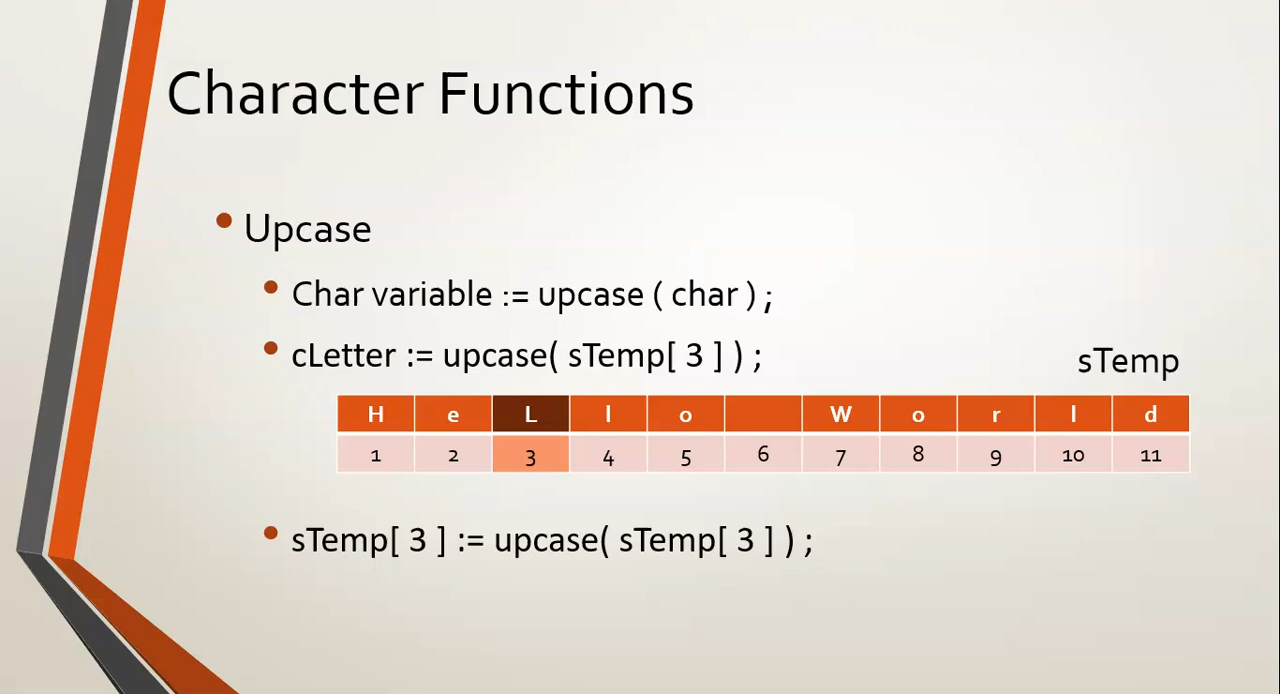 Character Functions
Upcase
Char variable := upcase ( char ) ;
cLetter := upcase( sTemp[ 3 ] ) ;
sTemp
H e L l o W o r l d
1 2 3 4 5 6 7 8 9 10 11
sTemp[ 3 ] := upcase( sTemp[ 3 ] ) ;